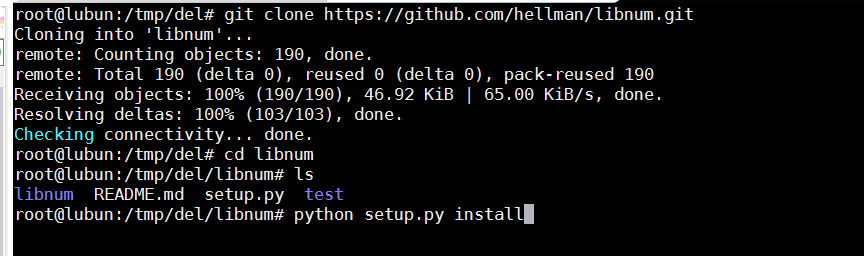 root@lubun:/tmp/del# git clone https://github.com/hellman/libnum.git
Cloning into 'libnum'...
remote: Counting objects: 190, done.
remote: Total 190 (delta 0), reused 0 (delta 0), pack-reused 190
Receiving objects: 100% (190/190), 46.92 KiB | 65.00 KiB/s, done.
Resolving deltas: 100% (103/103), done.
Checking connectivity... done.
root@lubun:/tmp/del# cd libnum
root@lubun:/tmp/del/libnum# ls
libnum  README.md  setup.py  test
root@lubun:/tmp/del/libnum# python setup.py install